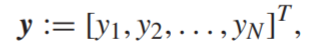 y := [y₁, y₂, . . . , y_N]ᵀ,